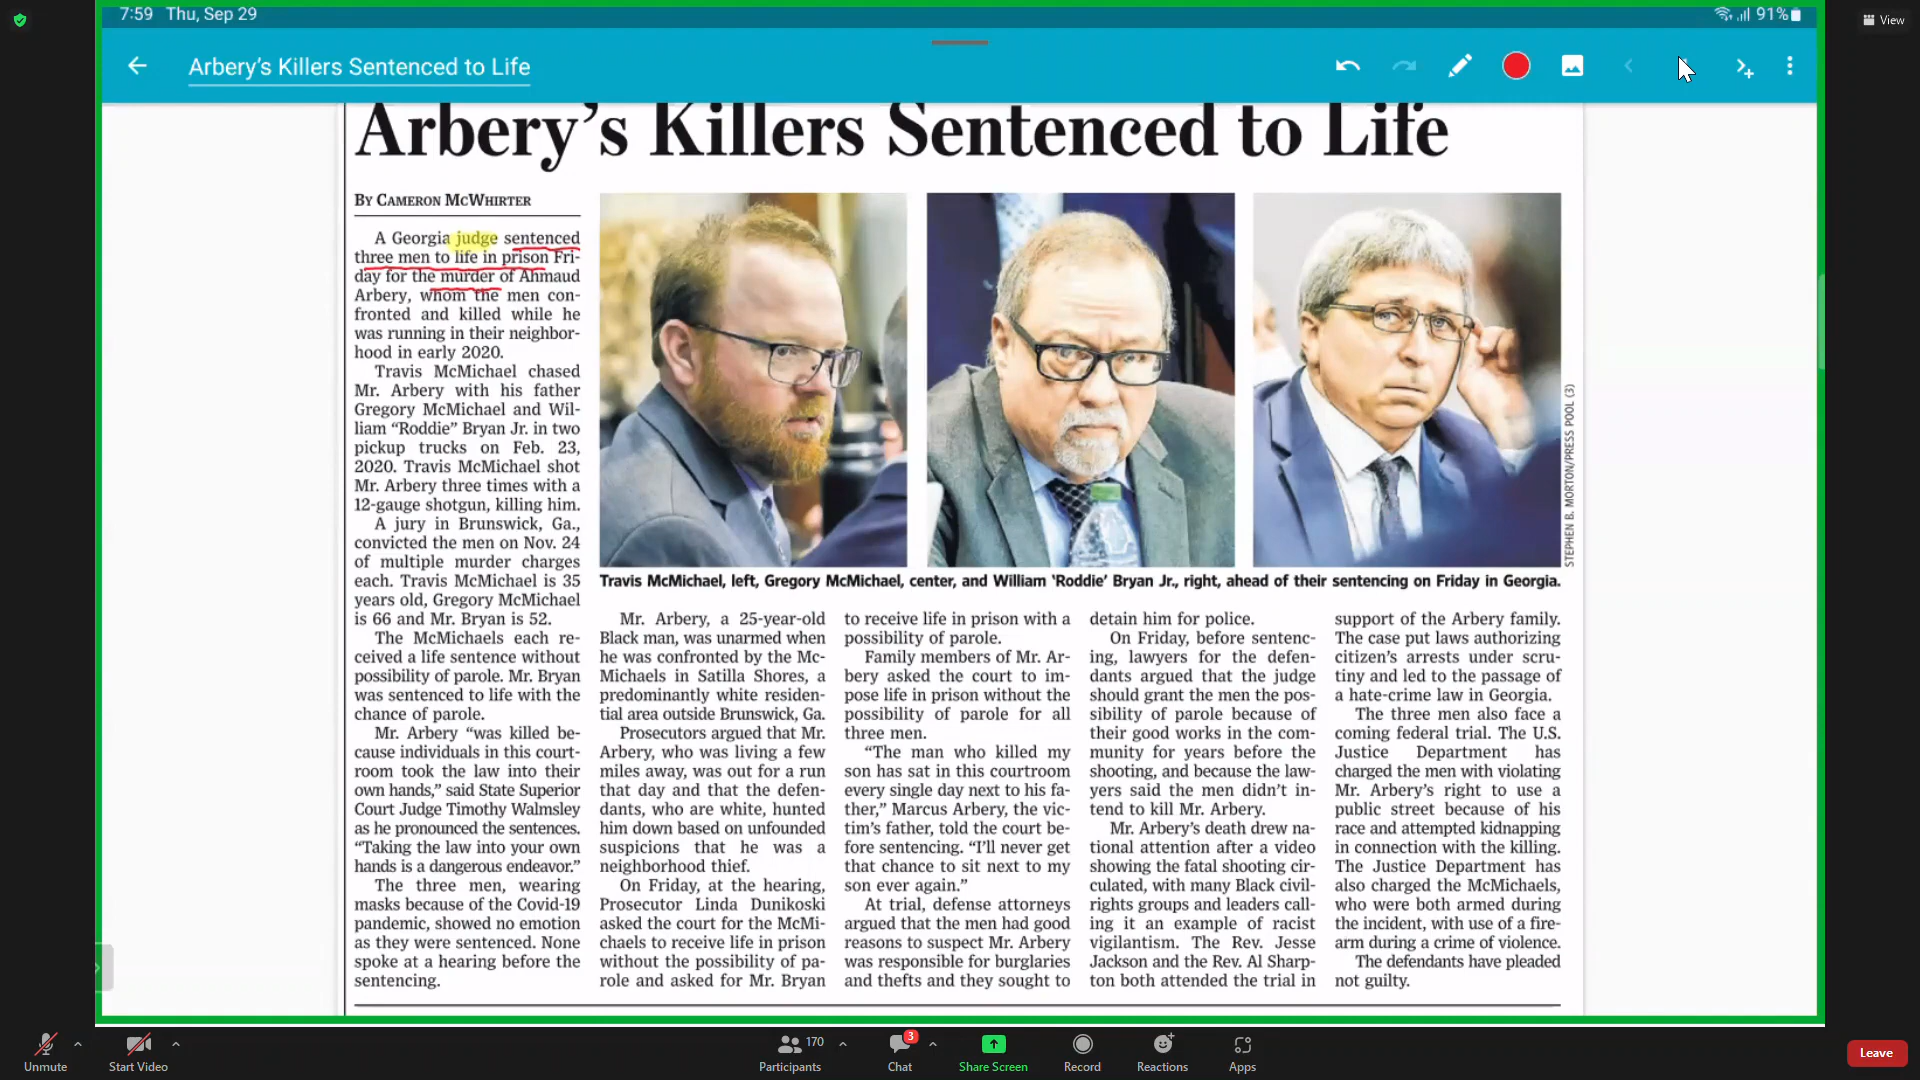 7:59 Thu, Sep 29
91%
View
Arbery’s Killers Sentenced to Life
Arbery’s Killers Sentenced to Life
By Cameron McWhirter
A Georgia judge sentenced
three men to life in prison Fri-
day for the murder of Ahmaud
Arbery, whom the men con-
fronted and killed while he
was running in their neighbor-
hood in early 2020.
Travis McMichael chased
Mr. Arbery with his father
Gregory McMichael and Wil-
liam “Roddie” Bryan Jr. in two
pickup trucks on Feb. 23,
2020. Travis McMichael shot
Mr. Arbery three times with a
12-gauge shotgun, killing him.
A jury in Brunswick, Ga.,
convicted the men on Nov. 24
of multiple murder charges
each. Travis McMichael is 35
years old, Gregory McMichael
is 66 and Mr. Bryan is 52.
The McMichaels each re-
ceived a life sentence without
possibility of parole. Mr. Bryan
was sentenced to life with the
chance of parole.
Mr. Arbery “was killed be-
cause individuals in this court-
room took the law into their
own hands,” said State Superior
Court Judge Timothy Walmsley
as he pronounced the sentences.
“Taking the law into your own
hands is a dangerous endeavor.”
The three men, wearing
masks because of the Covid-19
pandemic, showed no emotion
as they were sentenced. None
spoke at a hearing before the
sentencing.
STEPHEN B. MORTON/PRESS POOL (3)
Travis McMichael, left, Gregory McMichael, center, and William ‘Roddie’ Bryan Jr., right, ahead of their sentencing on Friday in Georgia.
Mr. Arbery, a 25-year-old
Black man, was unarmed when
he was confronted by the Mc-
Michaels in Satilla Shores, a
predominantly white residen-
tial area outside Brunswick, Ga.
Prosecutors argued that Mr.
Arbery, who was living a few
miles away, was out for a run
that day and that the defen-
dants, who are white, hunted
him down based on unfounded
suspicions that he was a
neighborhood thief.
On Friday, at the hearing,
Prosecutor Linda Dunikoski
asked the court for the McMi-
chaels to receive life in prison
without the possibility of pa-
role and asked for Mr. Bryan
to receive life in prison with a
possibility of parole.
Family members of Mr. Ar-
bery asked the court to im-
pose life in prison without the
possibility of parole for all
three men.
“The man who killed my
son has sat in this courtroom
every single day next to his fa-
ther,” Marcus Arbery, the vic-
tim’s father, told the court be-
fore sentencing. “I’ll never get
that chance to sit next to my
son ever again.”
At trial, defense attorneys
argued that the men had good
reasons to suspect Mr. Arbery
was responsible for burglaries
and thefts and they sought to
detain him for police.
On Friday, before sentenc-
ing, lawyers for the defen-
dants argued that the judge
should grant the men the pos-
sibility of parole because of
their good works in the com-
munity for years before the
shooting, and because the law-
yers said the men didn’t in-
tend to kill Mr. Arbery.
Mr. Arbery’s death drew na-
tional attention after a video
showing the fatal shooting cir-
culated, with many Black civil-
rights groups and leaders call-
ing it an example of racist
vigilantism. The Rev. Jesse
Jackson and the Rev. Al Sharp-
ton both attended the trial in
support of the Arbery family.
The case put laws authorizing
citizen’s arrests under scru-
tiny and led to the passage of
a hate-crime law in Georgia.
The three men also face a
coming federal trial. The U.S.
Justice Department has
charged the men with violating
Mr. Arbery’s right to use a
public street because of his
race and attempted kidnapping
in connection with the killing.
The Justice Department has
also charged the McMichaels,
who were both armed during
the incident, with use of a fire-
arm during a crime of violence.
The defendants have pleaded
not guilty.
Unmute
Start Video
170
Participants
3
Chat
Share Screen
Record
Reactions
Apps
Leave